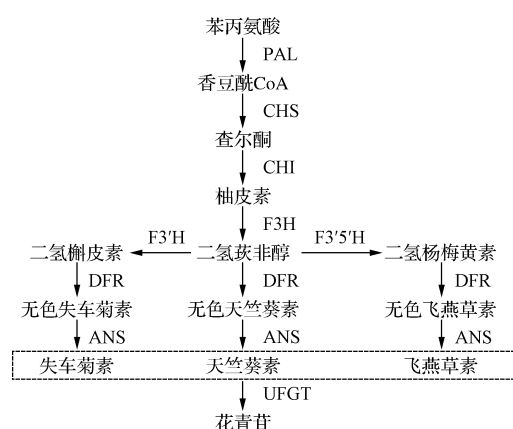 苯丙氨酸
PAL
香豆酰CoA
CHS
查尔酮
CHI
柚皮素
F3H
二氢槲皮素 F3′H 二氢莰非醇 F3′5′H 二氢杨梅黄素
DFR DFR DFR
无色失车菊素 无色天竺葵素 无色飞燕草素
ANS ANS ANS
失车菊素 天竺葵素 飞燕草素
UFGT
花青苷